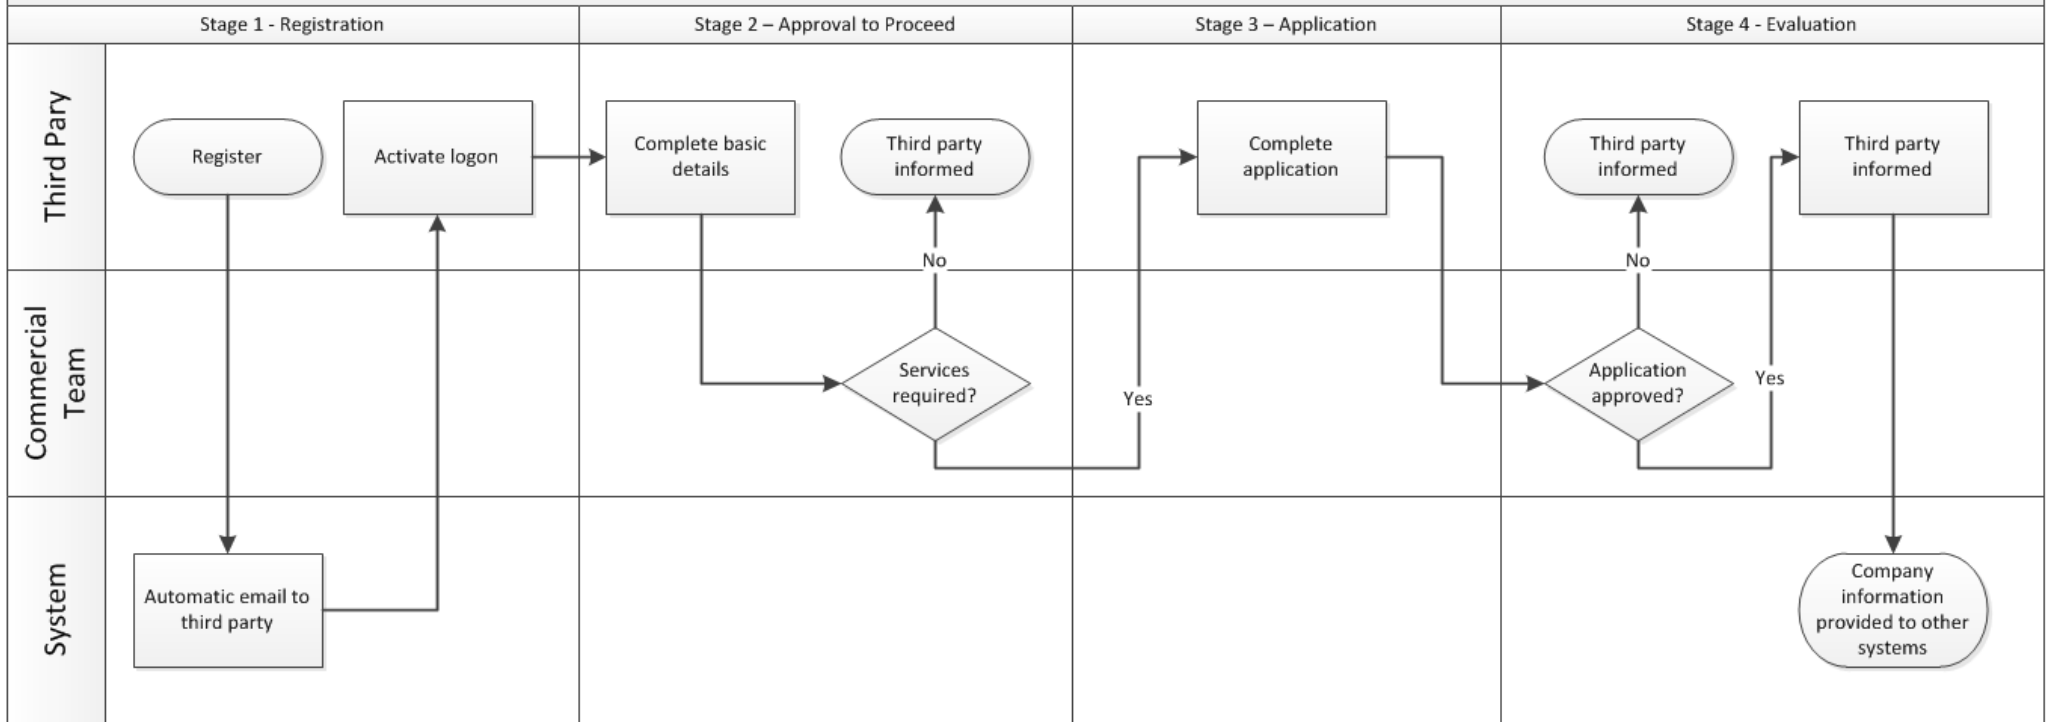 Stage 1 - Registration
Stage 2 – Approval to Proceed
Stage 3 – Application
Stage 4 - Evaluation
Third Pary
Register
Activate logon
Complete basic
details
Third party
informed
Complete
application
Third party
informed
Third party
informed
No
No
Commercial
Team
Services
required?
Yes
Application
approved?
Yes
System
Automatic email to
third party
Company
information
provided to other
systems